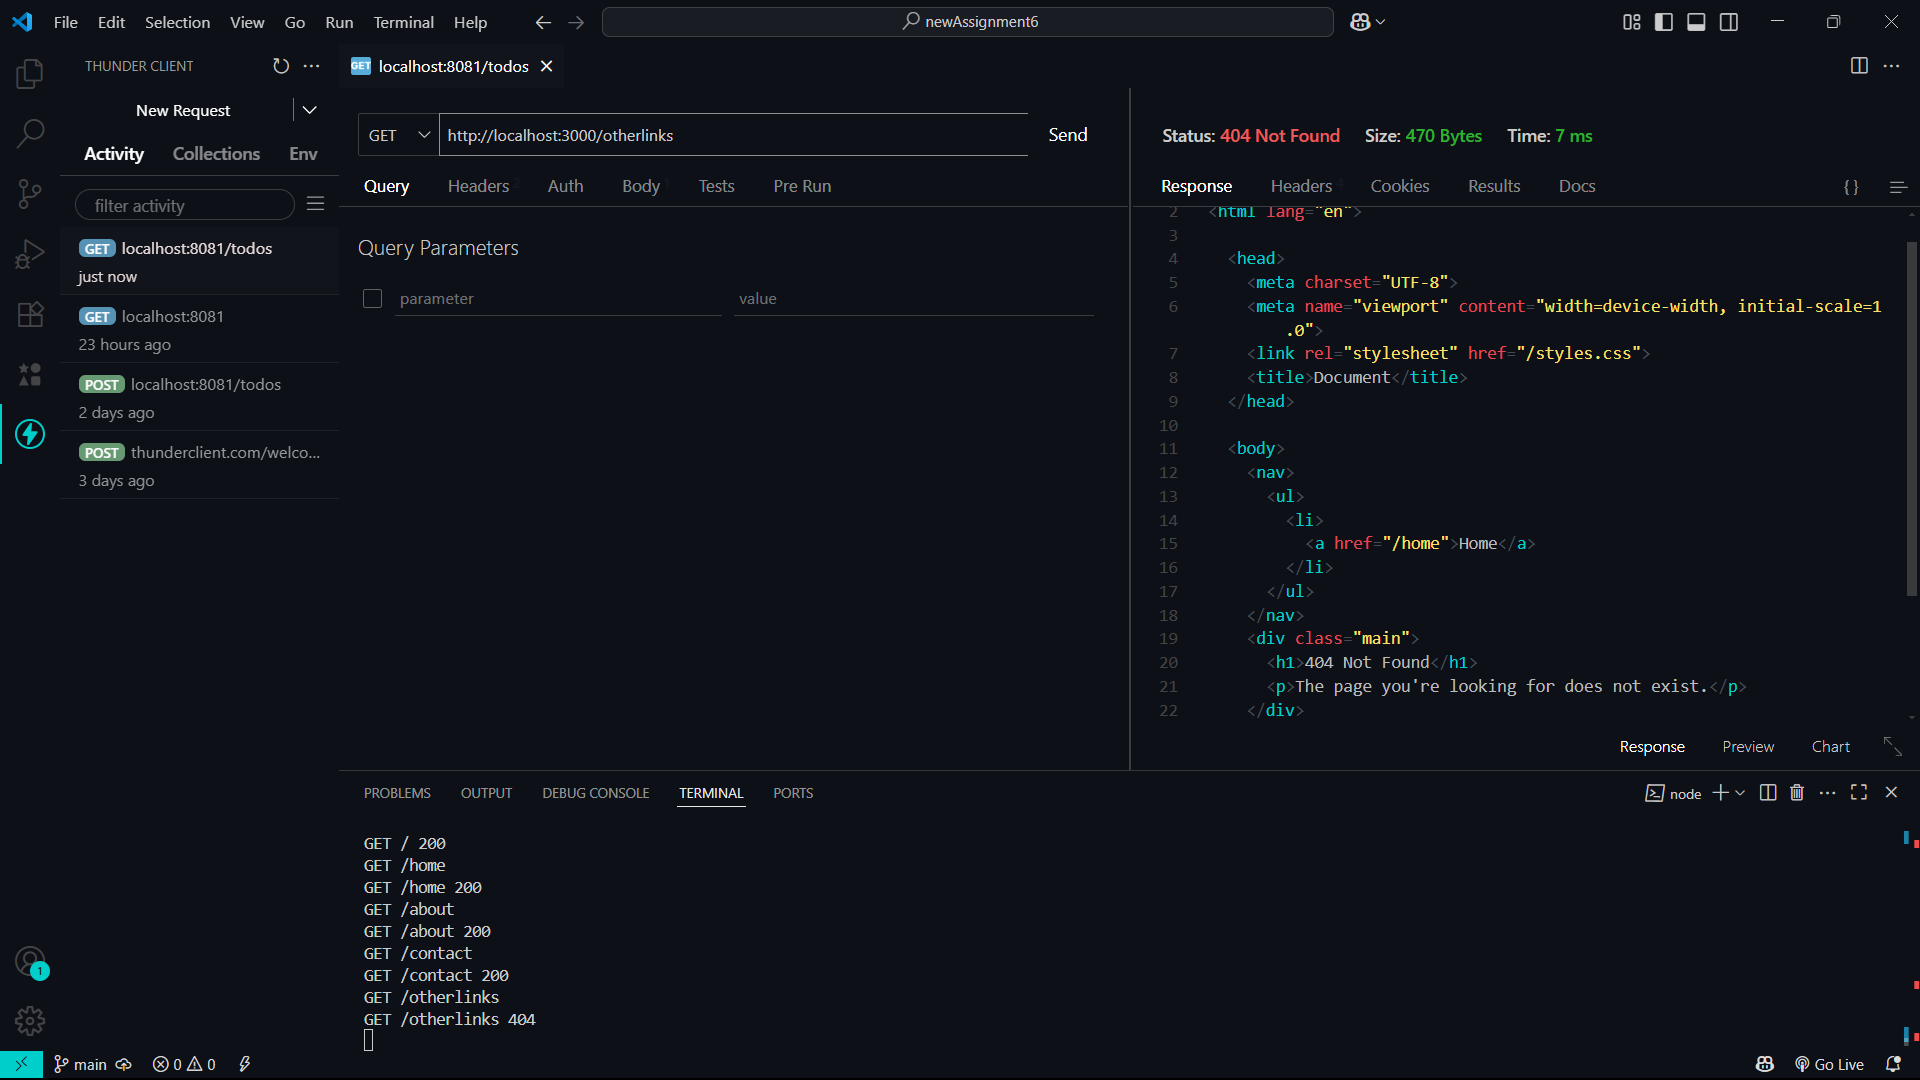 File Edit Selection View Go Run Terminal Help
newAssignment6
THUNDER CLIENT
New Request
Activity Collections Env
filter activity
GET localhost:8081/todos
just now
GET localhost:8081
23 hours ago
POST localhost:8081/todos
2 days ago
POST thunderclient.com/welco...
3 days ago
GET localhost:8081/todos
GET http://localhost:3000/otherlinks Send
Query Headers 2 Auth Body 1 Tests Pre Run
Query Parameters
parameter value
Status: 404 Not Found Size: 470 Bytes Time: 7 ms
Response Headers Cookies Results Docs
{ }
2 <html lang="en">
3
4 <head>
5 <meta charset="UTF-8">
6 <meta name="viewport" content="width=device-width, initial-scale=1
.0">
7 <link rel="stylesheet" href="/styles.css">
8 <title>Document</title>
9 </head>
10
11 <body>
12 <nav>
13 <ul>
14 <li>
15 <a href="/home">Home</a>
16 </li>
17 </ul>
18 </nav>
19 <div class="main">
20 <h1>404 Not Found</h1>
21 <p>The page you're looking for does not exist.</p>
22 </div>
Response Preview Chart
PROBLEMS OUTPUT DEBUG CONSOLE TERMINAL PORTS
node
GET / 200
GET /home
GET /home 200
GET /about
GET /about 200
GET /contact
GET /contact 200
GET /otherlinks
GET /otherlinks 404
1
main 0 0 Go Live